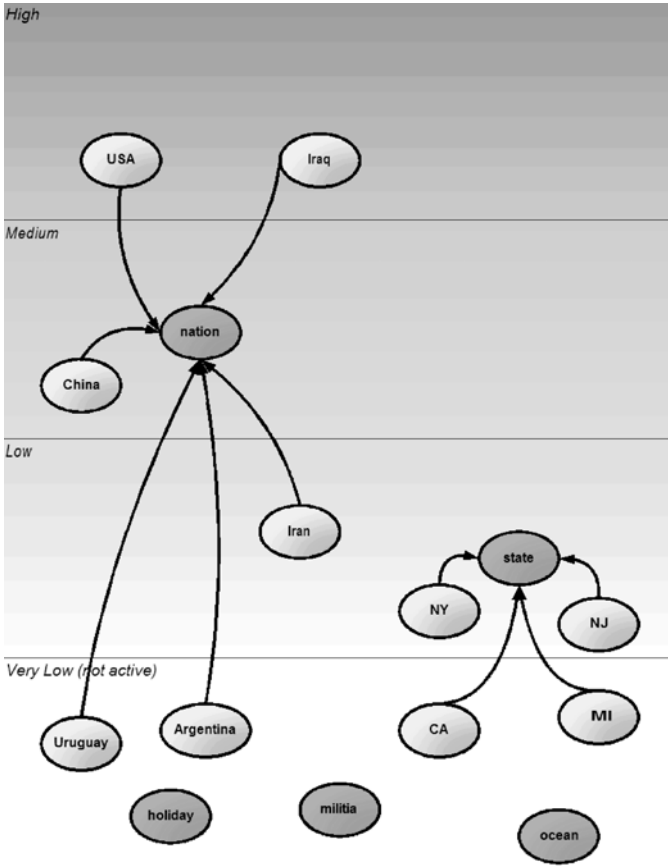 High
USA
Iraq
Medium
nation
China
Low
Iran
state
NY
NJ
Very Low (not active)
Uruguay
Argentina
CA
MI
holiday
militia
ocean